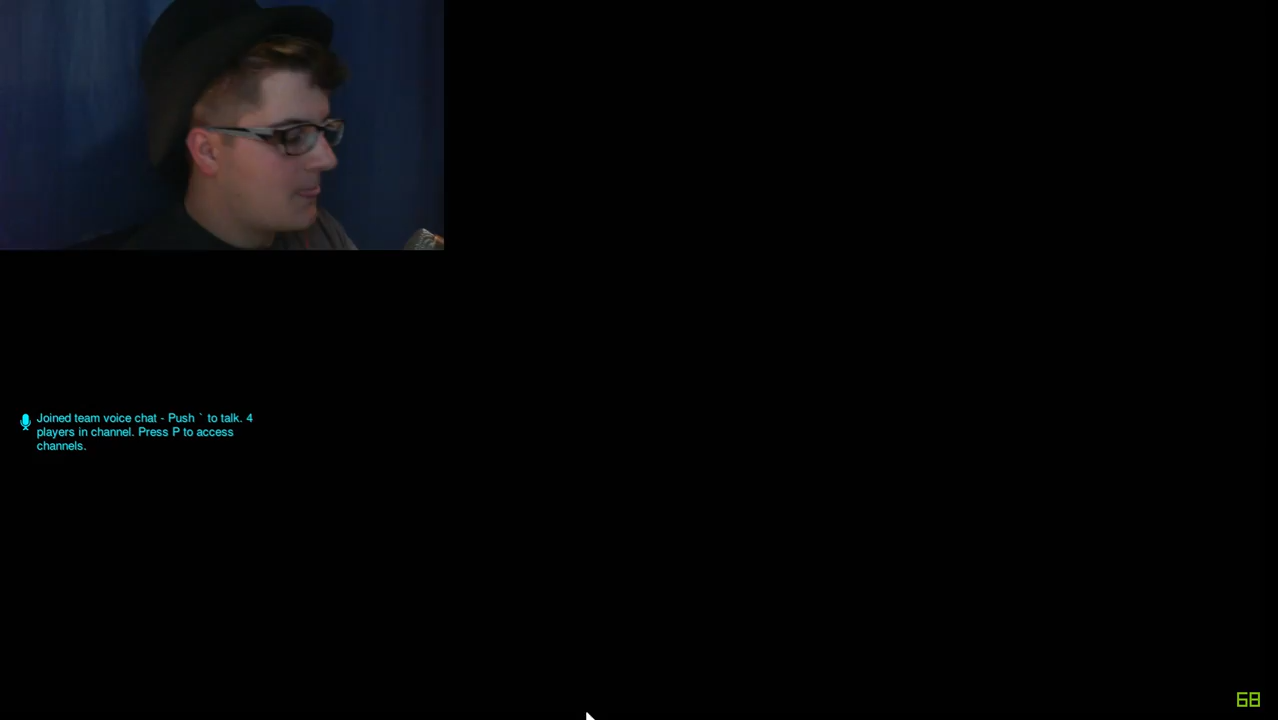 Joined team voice chat - Push ` to talk. 4
players in channel. Press P to access
channels.
68